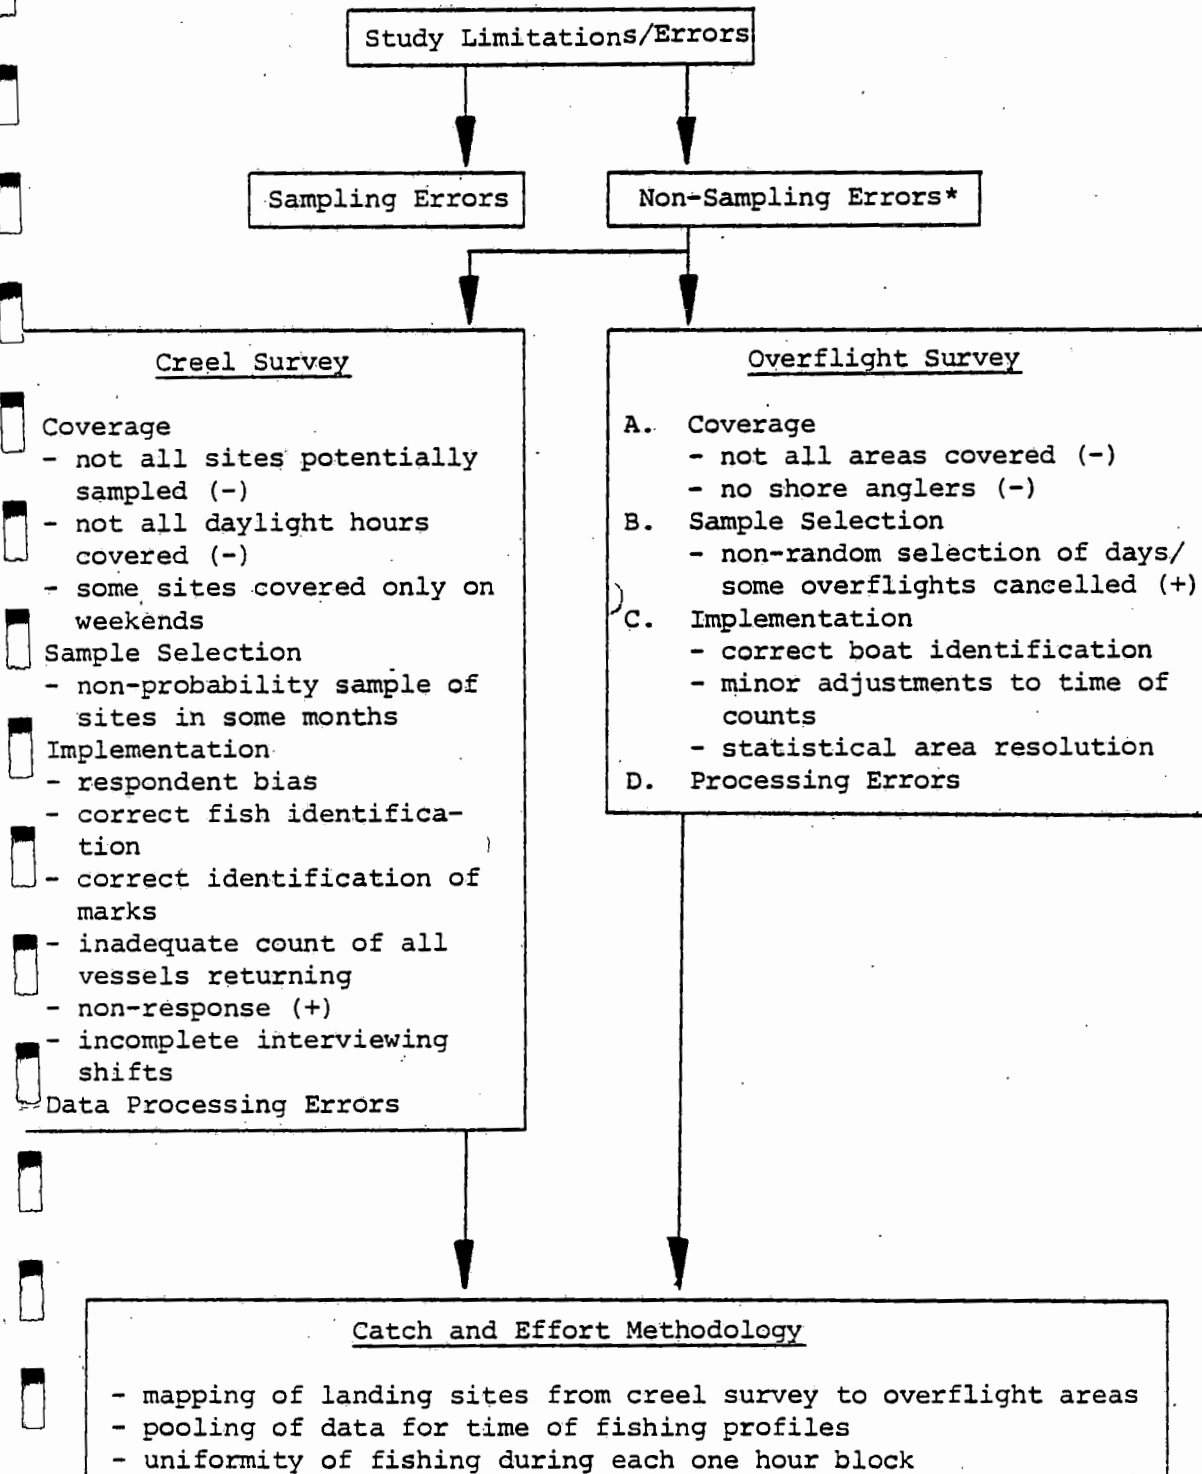 Study Limitations/Errors
Sampling Errors
Non-Sampling Errors*
Creel Survey
Coverage
- not all sites potentially
sampled (-)
- not all daylight hours
covered (-)
- some sites covered only on
weekends
Sample Selection
- non-probability sample of
sites in some months
Implementation
- respondent bias
- correct fish identifica-
tion
- correct identification of
marks
- inadequate count of all
vessels returning
- non-response (+)
- incomplete interviewing
shifts
Data Processing Errors
Overflight Survey
A. Coverage
- not all areas covered (-)
- no shore anglers (-)
B. Sample Selection
- non-random selection of days/
some overflights cancelled (+)
C. Implementation
- correct boat identification
- minor adjustments to time of
counts
- statistical area resolution
D. Processing Errors
Catch and Effort Methodology
- mapping of landing sites from creel survey to overflight areas
- pooling of data for time of fishing profiles
- uniformity of fishing during each one hour block